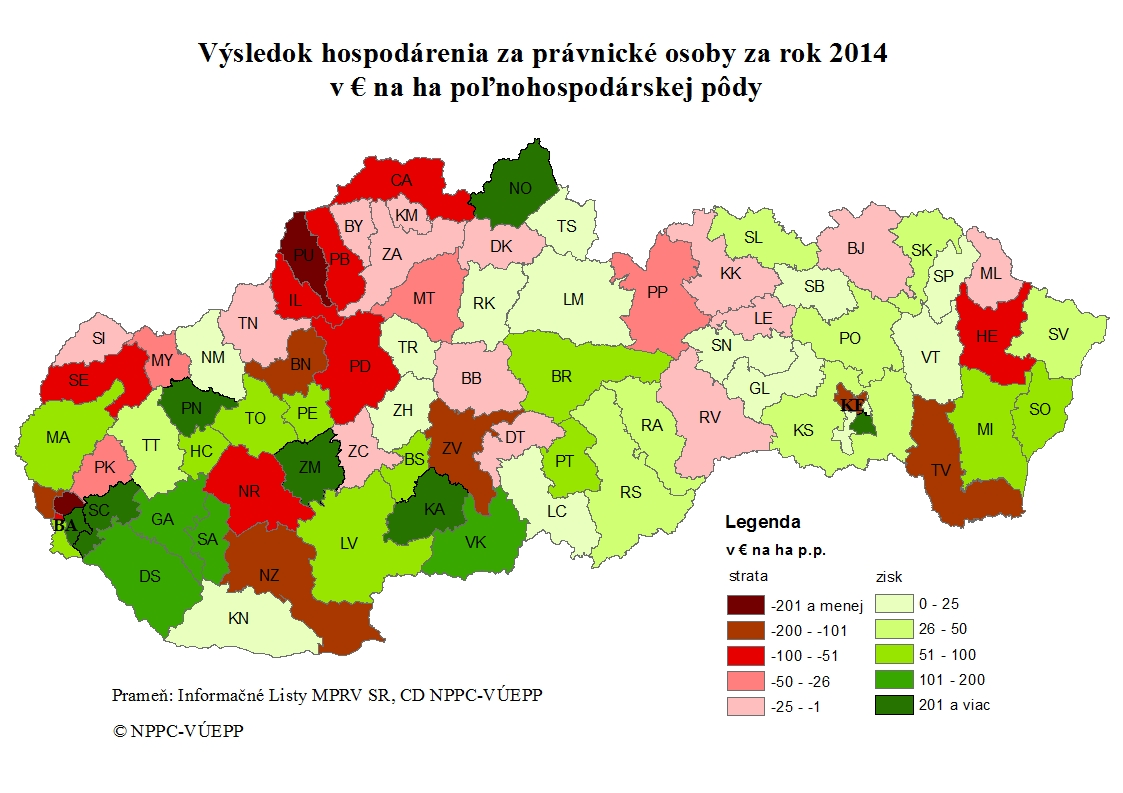 Výsledok hospodárenia za právnické osoby za rok 2014
v € na ha poľnohospodárskej pôdy
CA
NO
BY
KM
TS
PU
PB
ZA
DK
SL
BJ
SK
SP
ML
KK
IL
MT
RK
LM
PP
SB
TN
LE
SI
MY
NM
TR
SN
PO
VT
HE
SV
SE
BN
PD
BB
BR
GL
PN
TO
PE
ZH
KE
SO
MA
TT
HC
ZC
BS
ZV
DT
RA
RV
KS
MI
PK
ZM
PT
TV
NR
RS
SC
GA
KA
LC
BA
SA
LV
VK
DS
NZ
KN
Legenda
v € na ha p.p.
strata zisk
-201 a menej 0 - 25
-200 - -101 26 - 50
-100 - -51 51 - 100
-50 - -26 101 - 200
-25 - -1 201 a viac
Prameň: Informačné Listy MPRV SR, CD NPPC-VÚEPP
© NPPC-VÚEPP